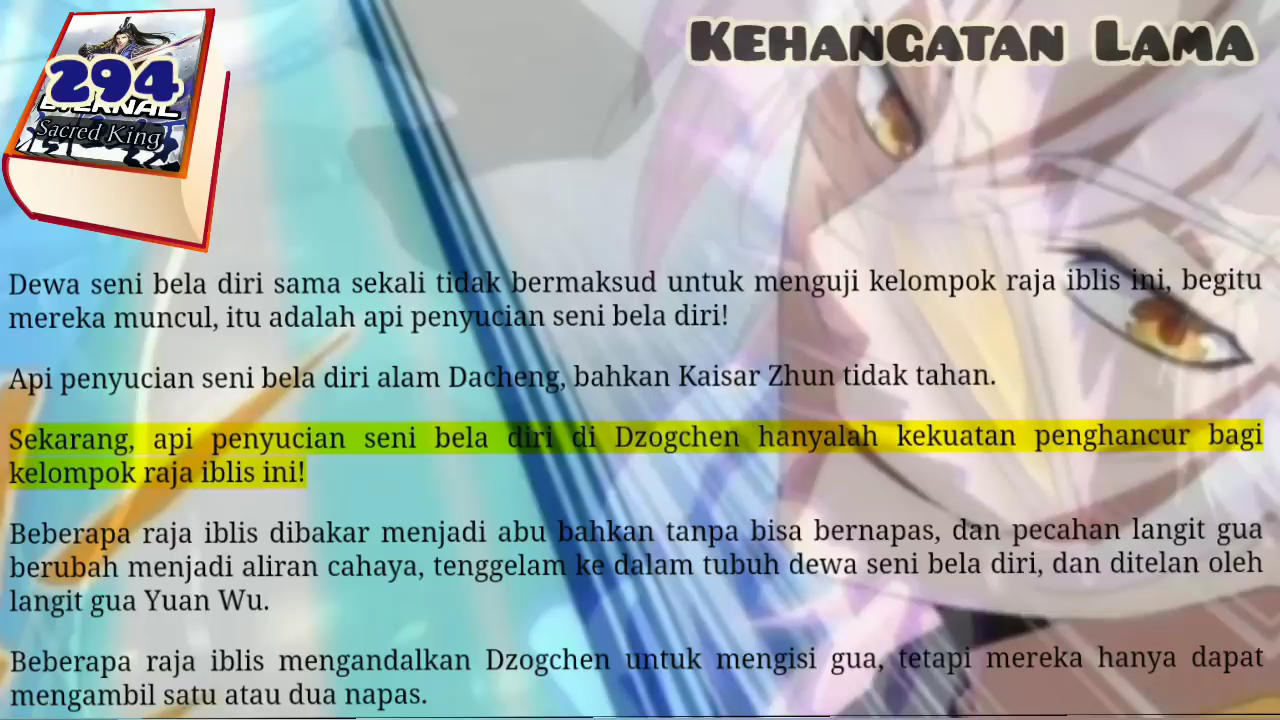 Kehangatan Lama
294
ETERNAL
Sacred King
Dewa seni bela diri sama sekali tidak bermaksud untuk menguji kelompok raja iblis ini, begitu
mereka muncul, itu adalah api penyucian seni bela diri!
Api penyucian seni bela diri alam Dacheng, bahkan Kaisar Zhun tidak tahan.
Sekarang, api penyucian seni bela diri di Dzogchen hanyalah kekuatan penghancur bagi
kelompok raja iblis ini!
Beberapa raja iblis dibakar menjadi abu bahkan tanpa bisa bernapas, dan pecahan langit gua
berubah menjadi aliran cahaya, tenggelam ke dalam tubuh dewa seni bela diri, dan ditelan oleh
langit gua Yuan Wu.
Beberapa raja iblis mengandalkan Dzogchen untuk mengisi gua, tetapi mereka hanya dapat
mengambil satu atau dua napas.